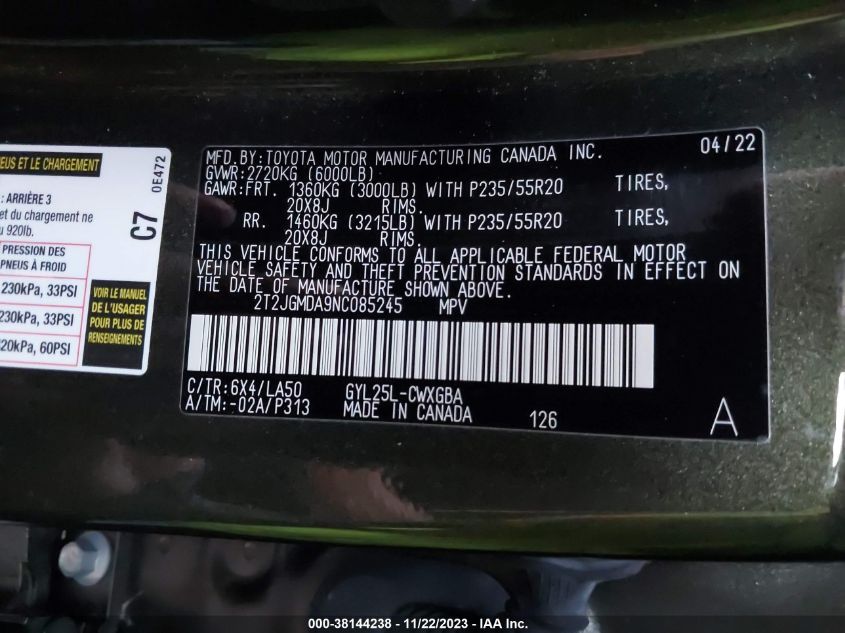 NEUS ET LE CHARGEMENT
: ARRIÈRE 3
et du chargement ne
u 920lb.
PRESSION DES
PNEUS À FROID
230kPa, 33PSI
230kPa, 33PSI
420kPa, 60PSI
VOIR LE MANUEL
DE L'USAGER
POUR PLUS DE
RENSEIGNEMENTS
C7
0E472
MFD.BY:TOYOTA MOTOR MANUFACTURING CANADA INC. 04/22
GVWR:2720KG (6000LB)
GAWR:FRT. 1360KG (3000LB) WITH P235/55R20 TIRES,
20X8J RIMS.
RR. 1460KG (3215LB) WITH P235/55R20 TIRES,
20X8J RIMS.
THIS VEHICLE CONFORMS TO ALL APPLICABLE FEDERAL MOTOR
VEHICLE SAFETY AND THEFT PREVENTION STANDARDS IN EFFECT ON
THE DATE OF MANUFACTURE SHOWN ABOVE.
2T2JGMDA9NC085245 MPV
C/TR:6X4/LA50 GYL25L-CWXGBA
A/TM:-02A/P313 MADE IN CANADA 126 A
000-38144238 - 11/22/2023 - IAA Inc.